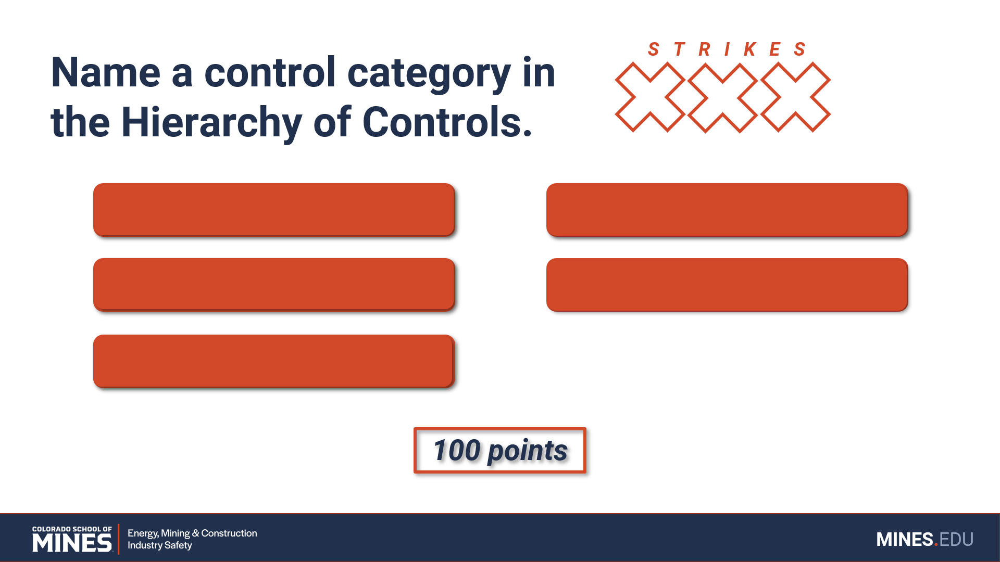 Name a control category in
the Hierarchy of Controls.
STRIKES
100 points
COLORADO SCHOOL OF
MINES
Energy, Mining & Construction
Industry Safety
MINES.EDU